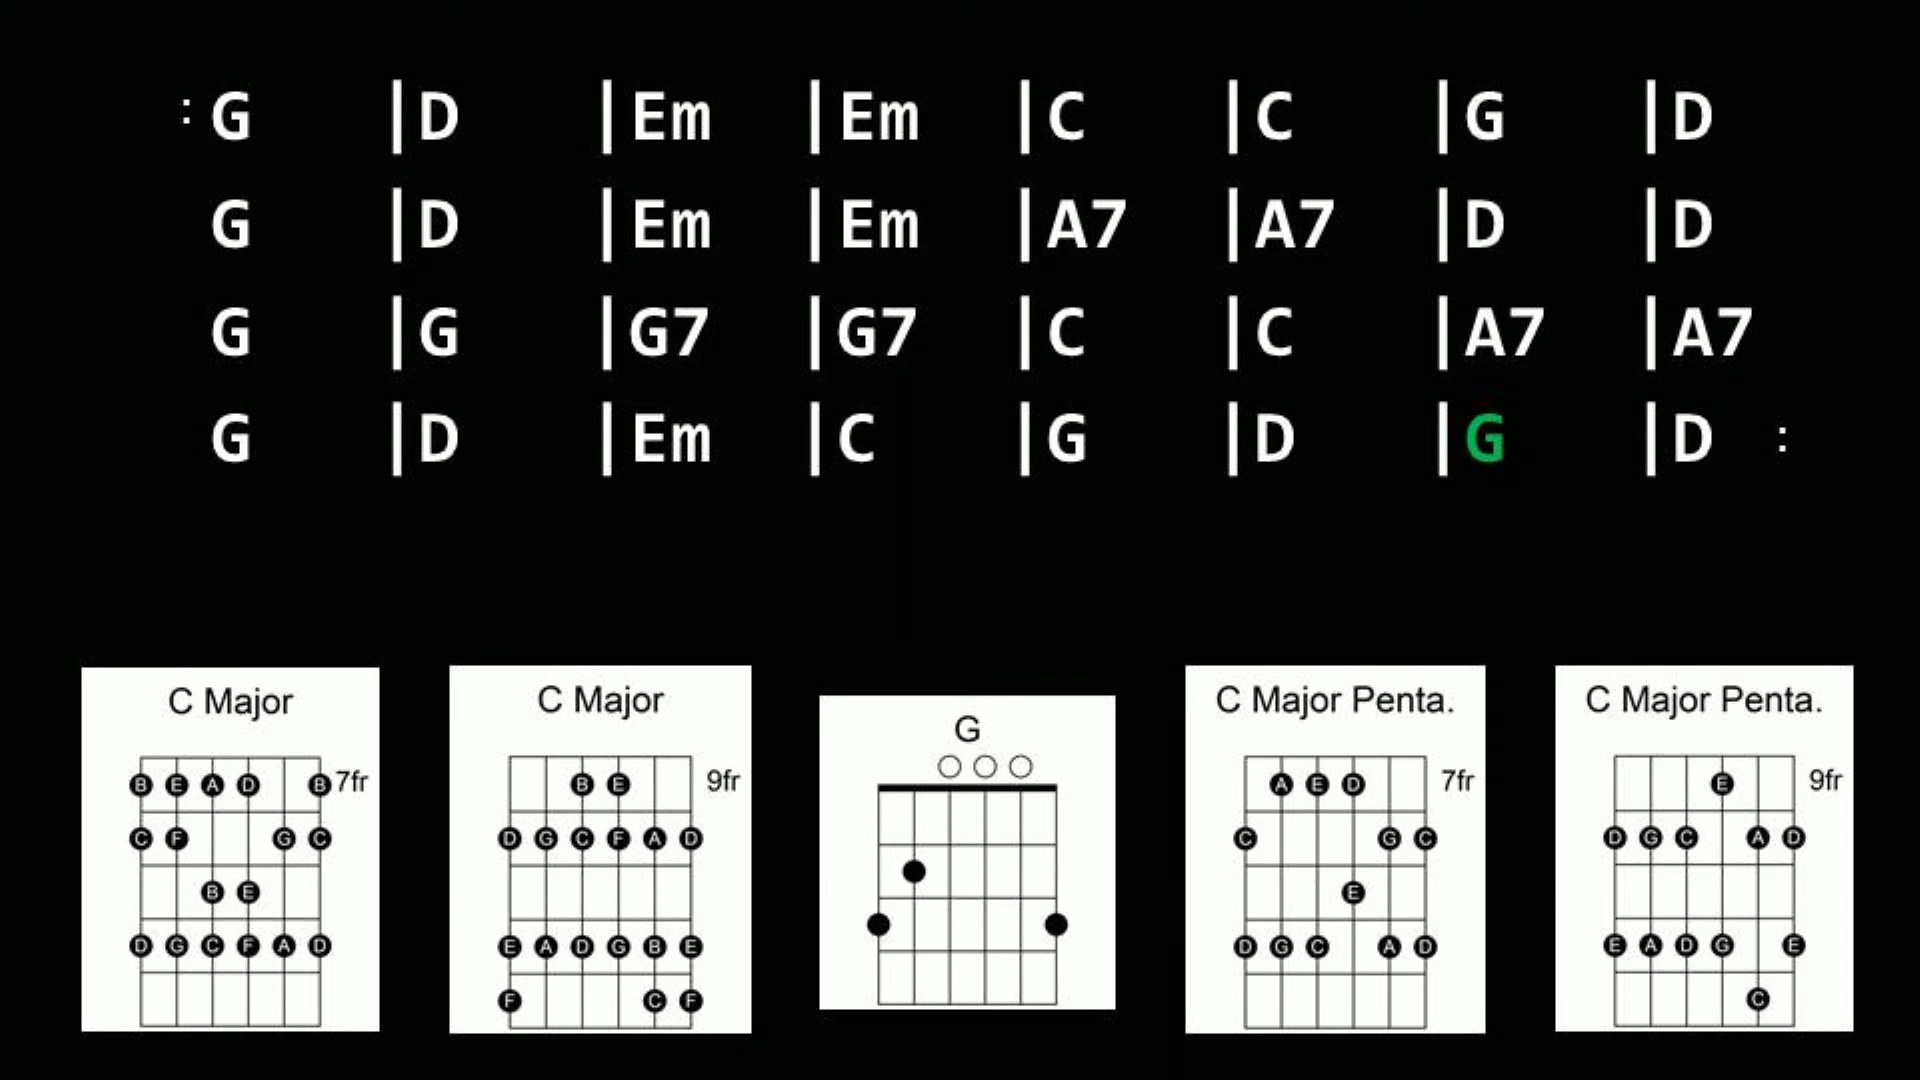 : G |D |Em |Em |C |C |G |D
G |D |Em |Em |A7 |A7 |D |D
G |G |G7 |G7 |C |C |A7 |A7
G |D |Em |C |G |D |G |D :
C Major
B E A D B 7fr
C F G C
B E
D G C F A D
C Major
B E 9fr
D G C F A D
E A D G B E
F C F
G
C Major Penta.
A E D 7fr
C G C
E
D G C A D
C Major Penta.
E 9fr
D G C A D
E A D G E
C